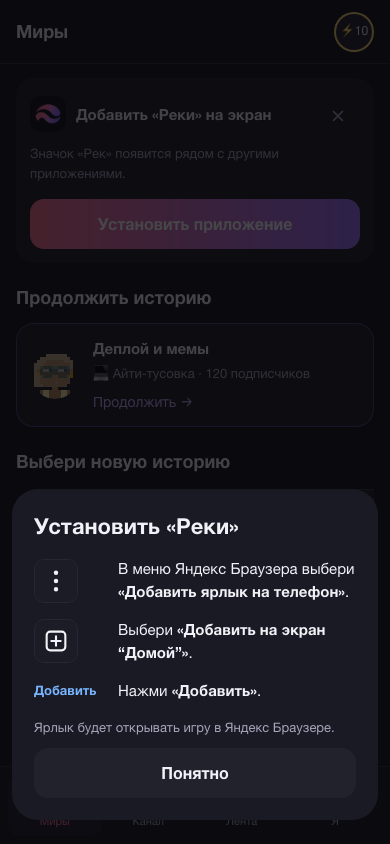 Миры
⚡10
Добавить «Реки» на экран
Значок «Рек» появится рядом с другими
приложениями.
Установить приложение
Продолжить историю
Деплой и мемы
Айти-тусовка · 120 подписчиков
Продолжить →
Выбери новую историю
Установить «Реки»
В меню Яндекс Браузера выбери
«Добавить ярлык на телефон».
Выбери «Добавить на экран
“Домой”».
Добавить
Нажми «Добавить».
Ярлык будет открывать игру в Яндекс Браузере.
Понятно
Миры
Канал
Лента
Я